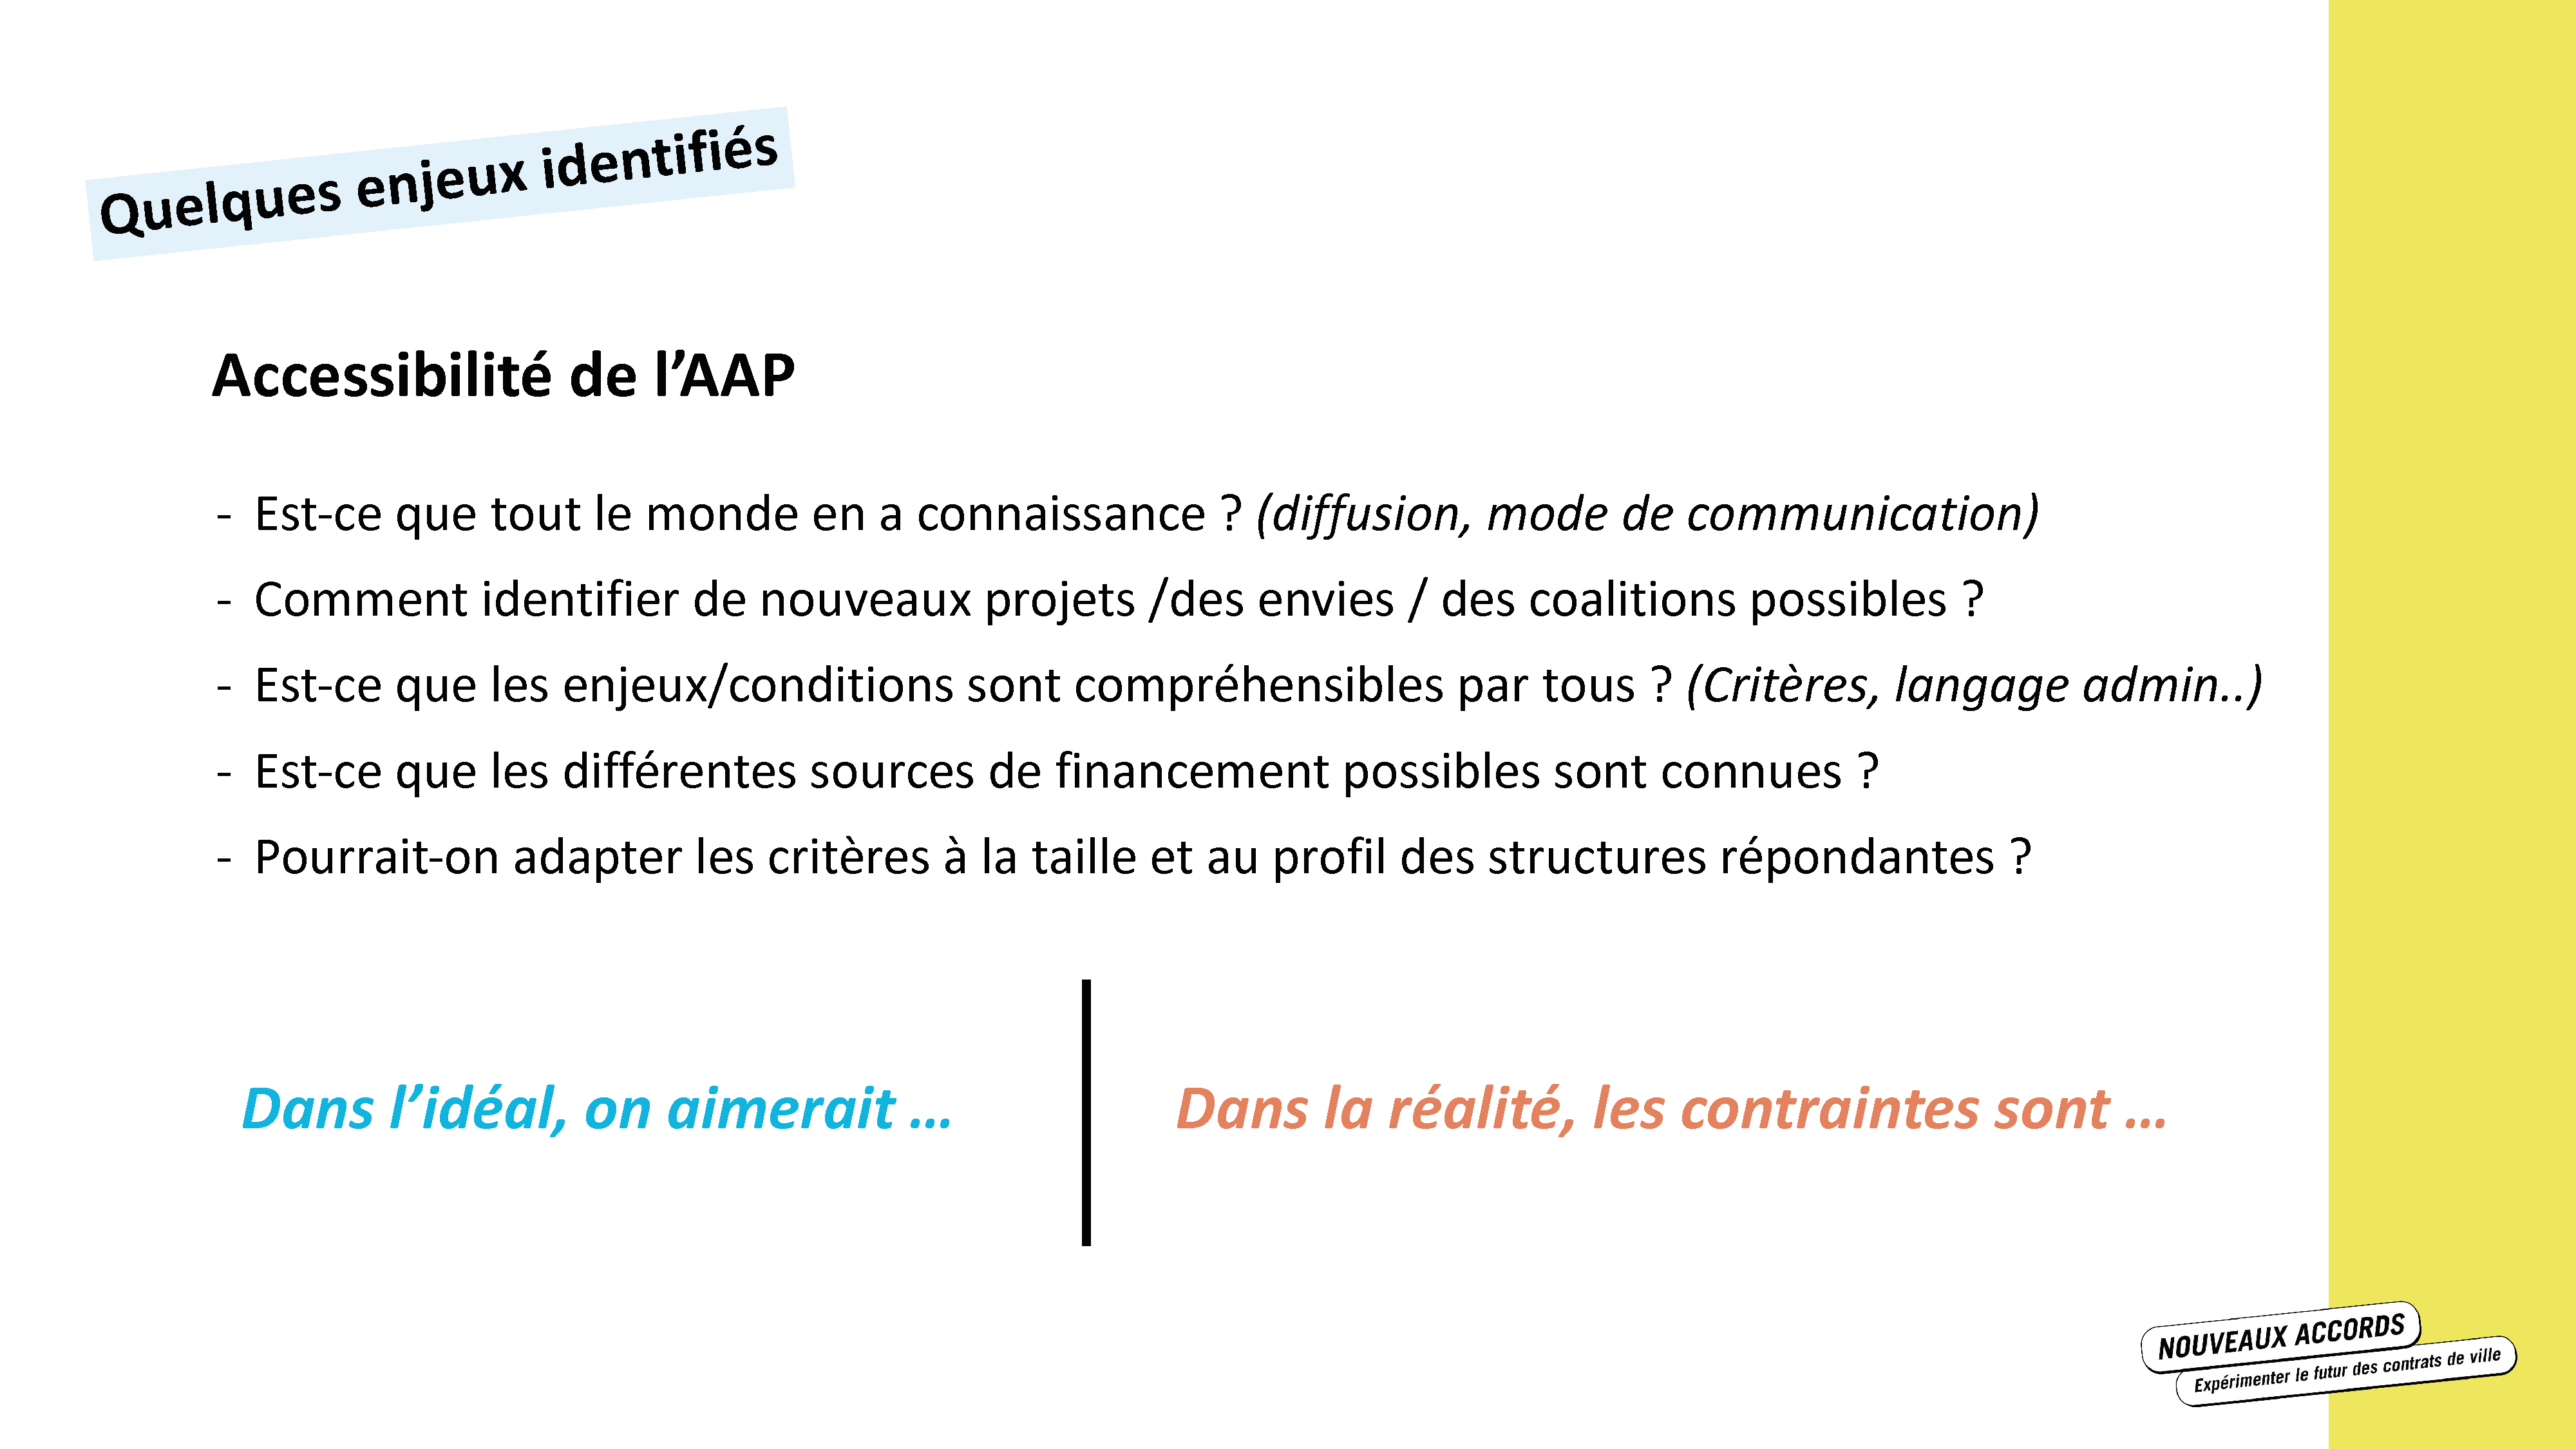 Quelques enjeux identifiés
Accessibilité de l’AAP
- Est-ce que tout le monde en a connaissance ? (diffusion, mode de communication)
- Comment identifier de nouveaux projets /des envies / des coalitions possibles ?
- Est-ce que les enjeux/conditions sont compréhensibles par tous ? (Critères, langage admin..)
- Est-ce que les différentes sources de financement possibles sont connues ?
- Pourrait-on adapter les critères à la taille et au profil des structures répondantes ?
Dans l’idéal, on aimerait …
Dans la réalité, les contraintes sont …
NOUVEAUX ACCORDS
Expérimenter le futur des contrats de ville